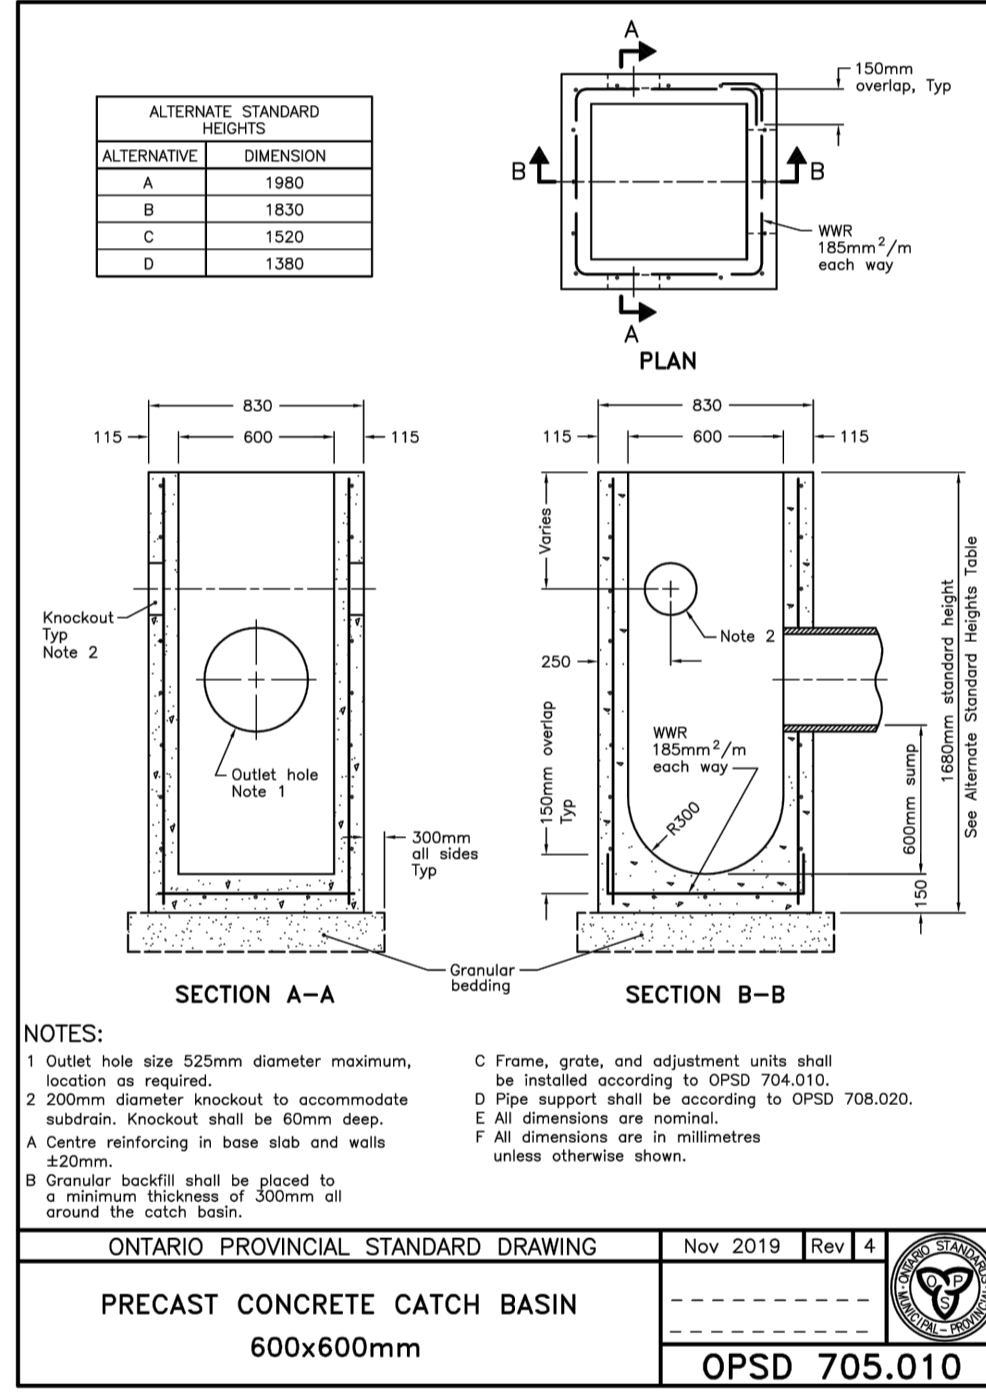 ALTERNATE STANDARD
HEIGHTS
ALTERNATIVE DIMENSION
A 1980
B 1830
C 1520
D 1380
A
B B
A
150mm
overlap, Typ
WWR
185mm²/m
each way
PLAN
830
115 600 115
Knockout
Typ
Note 2
Outlet hole
Note 1
300mm
all sides
Typ
SECTION A-A
830
115 600 115
Varies
Note 2
250
150mm overlap
Typ
WWR
185mm²/m
each way
R300
600mm sump
150
1680mm standard height
See Alternate Standard Heights Table
Granular
bedding
SECTION B-B
NOTES:
1 Outlet hole size 525mm diameter maximum,
location as required.
2 200mm diameter knockout to accommodate
subdrain. Knockout shall be 60mm deep.
A Centre reinforcing in base slab and walls
±20mm.
B Granular backfill shall be placed to
a minimum thickness of 300mm all
around the catch basin.
C Frame, grate, and adjustment units shall
be installed according to OPSD 704.010.
D Pipe support shall be according to OPSD 708.020.
E All dimensions are nominal.
F All dimensions are in millimetres
unless otherwise shown.
ONTARIO PROVINCIAL STANDARD DRAWING
Nov 2019 Rev 4
PRECAST CONCRETE CATCH BASIN
600x600mm
OPSD 705.010
ONTARIO STANDARDS
MUNICIPAL - PROVINCIAL
O P
S